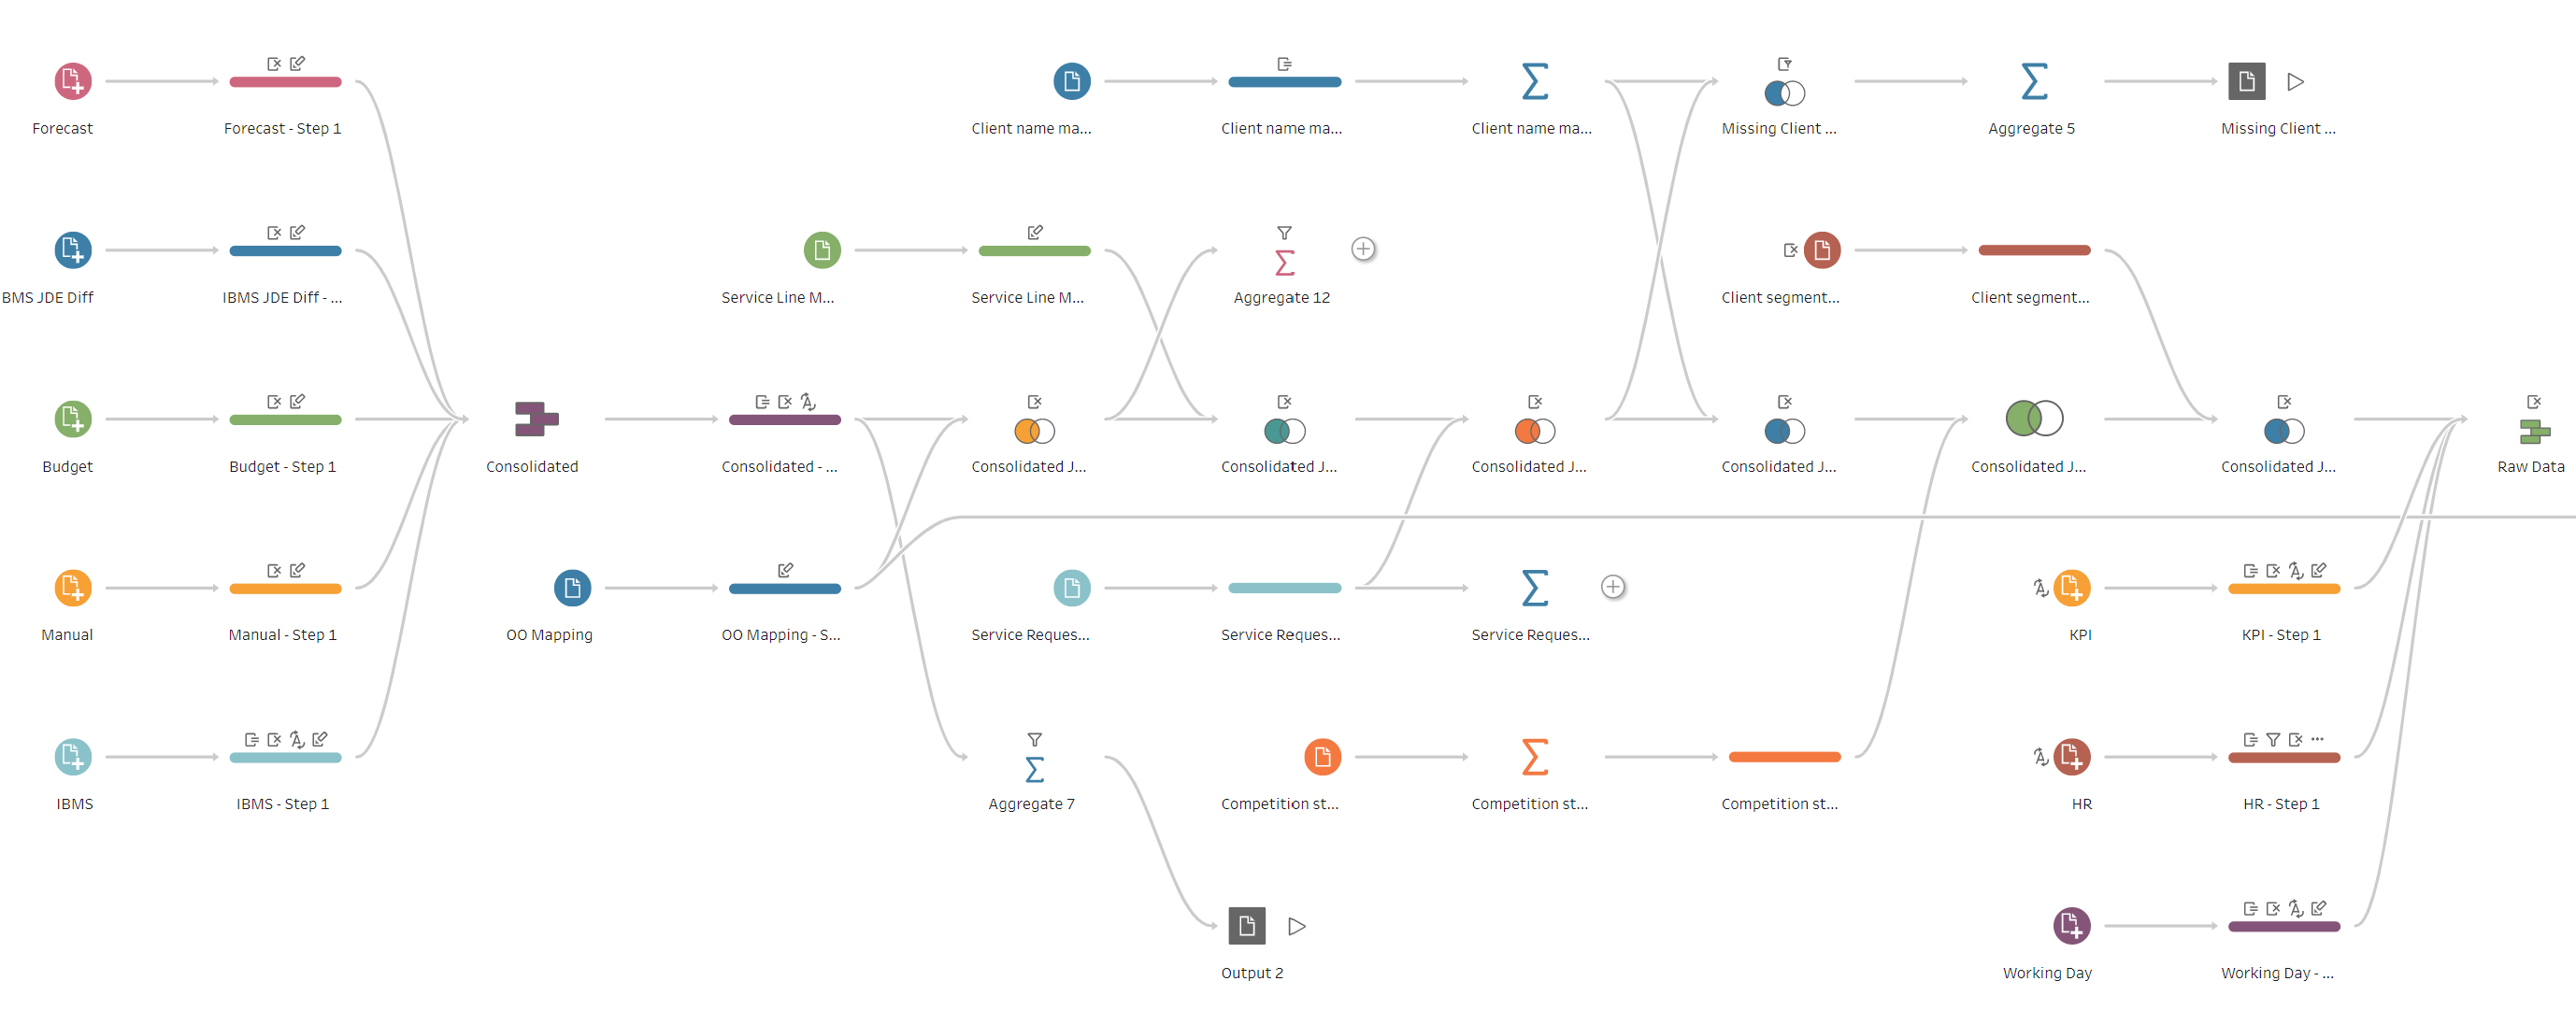 Forecast
Forecast - Step 1
Client name ma...
Client name ma...
Client name ma...
Missing Client ...
Aggregate 5
Missing Client ...
BMS JDE Diff
IBMS JDE Diff - ...
Service Line M...
Service Line M...
Aggregate 12
Client segment...
Client segment...
Budget
Budget - Step 1
Consolidated
Consolidated - ...
Consolidated J...
Consolidated J...
Consolidated J...
Consolidated J...
Consolidated J...
Consolidated J...
Raw Data
Manual
Manual - Step 1
OO Mapping
OO Mapping - S...
Service Reques...
Service Reques...
Service Reques...
KPI
KPI - Step 1
IBMS
IBMS - Step 1
Aggregate 7
Competition st...
Competition st...
Competition st...
HR
HR - Step 1
Output 2
Working Day
Working Day - ...